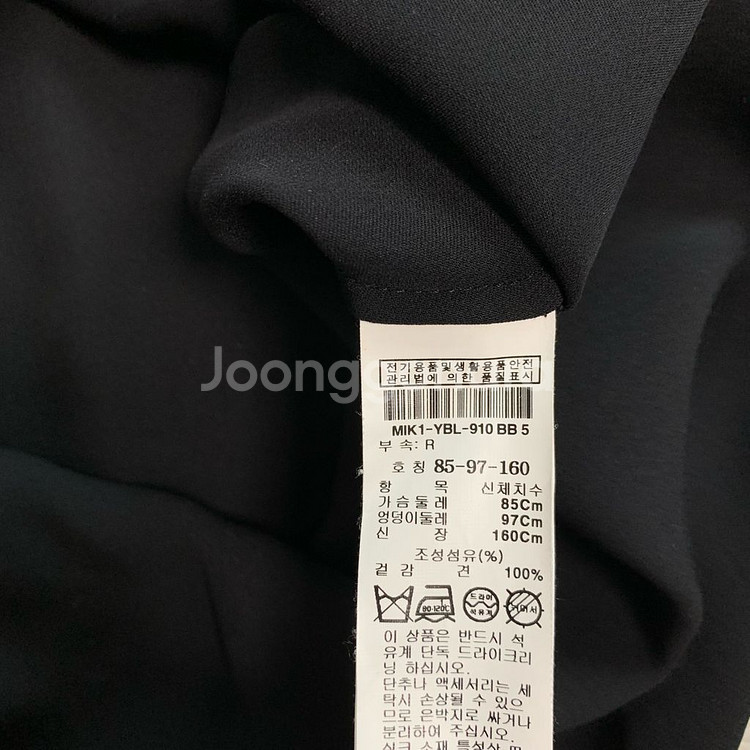 전기용품및생활용품안전
관리법에 의한 품질표시
Joong
MIK1-YBL-910 BB 5
부 속: R
호칭 85-97-160
항 목 신체치수
가슴둘레 85Cm
엉덩이둘레 97Cm
신 장 160Cm
조성섬유(%)
겉감 견 100%
80-120℃
드라이
석유계
이 상품은 반드시 석
유계 단독 드라이크리
닝 하십시오.
단추나 액세서리는 세
탁시 손상될 수 있으
므로 은박지로 싸거나
분리하여 주십시오.